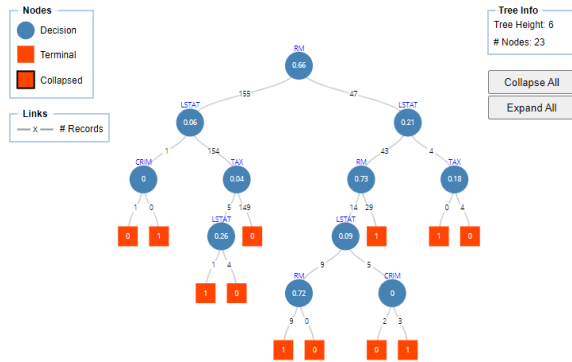 Nodes
Decision
Terminal
Collapsed
Links
x # Records
Tree Info
Tree Height: 6
# Nodes: 23
Collapse All
Expand All
RM
0.66
155 47
LSTAT LSTAT
0.06 0.21
1 154 43 4
CRIM TAX RM TAX
0 0.04 0.73 0.18
1 0 5 149 14 29 0 4
0 1 LSTAT 0 LSTAT 1 1 0
0.26 0.09
1 4 9 5
1 0 RM CRIM
0.72 0
9 0 2 3
1 0 0 1